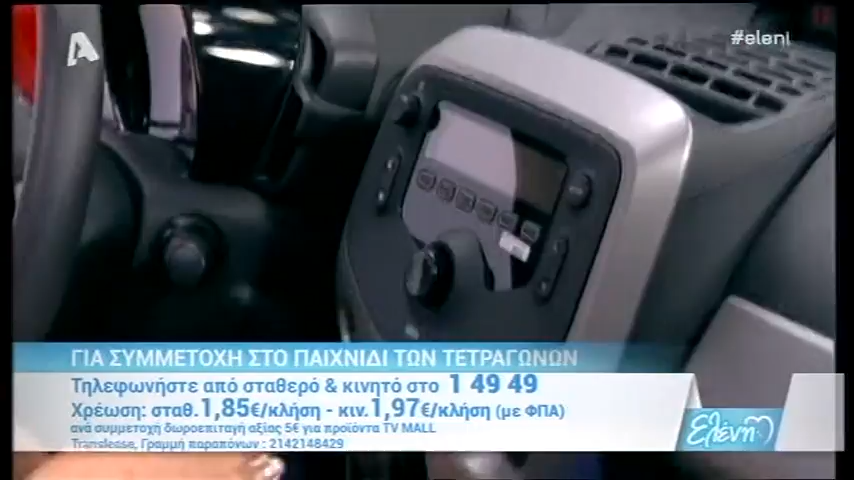 A
#eleni
ΓΙΑ ΣΥΜΜΕΤΟΧΗ ΣΤΟ ΠΑΙΧΝΙΔΙ ΤΩΝ ΤΕΤΡΑΓΩΝΩΝ
Τηλεφωνήστε από σταθερό & κινητό στο 1 49 49
Χρέωση: σταθ. 1,85€/κλήση - κιν. 1,97€/κλήση (με ΦΠΑ)
ανά συμμετοχή δωροεπιταγή αξίας 5€ για προϊόντα TV MALL
Translease, Γραμμή παραπόνων : 2142148429
Ελένη